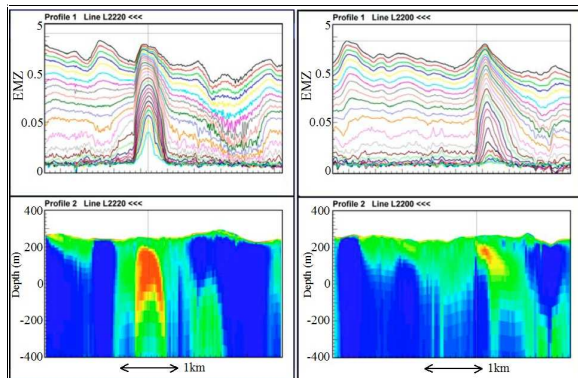 Profile 1 Line L2220 <<<
5
0.5
0.05
0
EMZ
Profile 2 Line L2220 <<<
400
200
0
-200
-400
Depth (m)
1km
Profile 1 Line L2200 <<<
5
0.5
0.05
0
EMZ
Profile 2 Line L2200 <<<
400
200
0
-200
-400
Depth (m)
1km